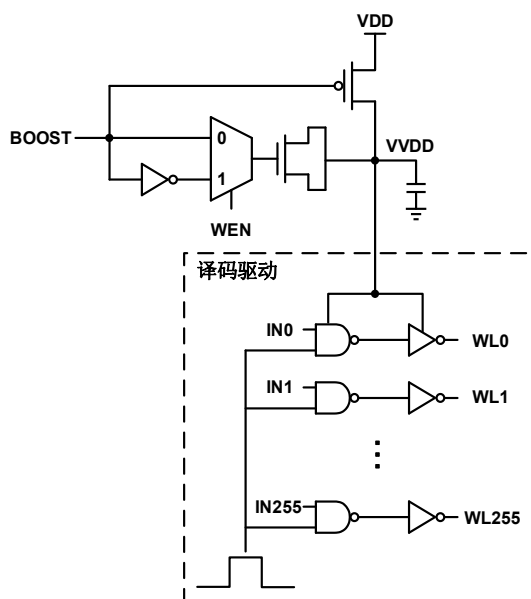 VDD
BOOST
0
1
VVDD
WEN
译码驱动
IN0
WL0
IN1
WL1
IN255
WL255